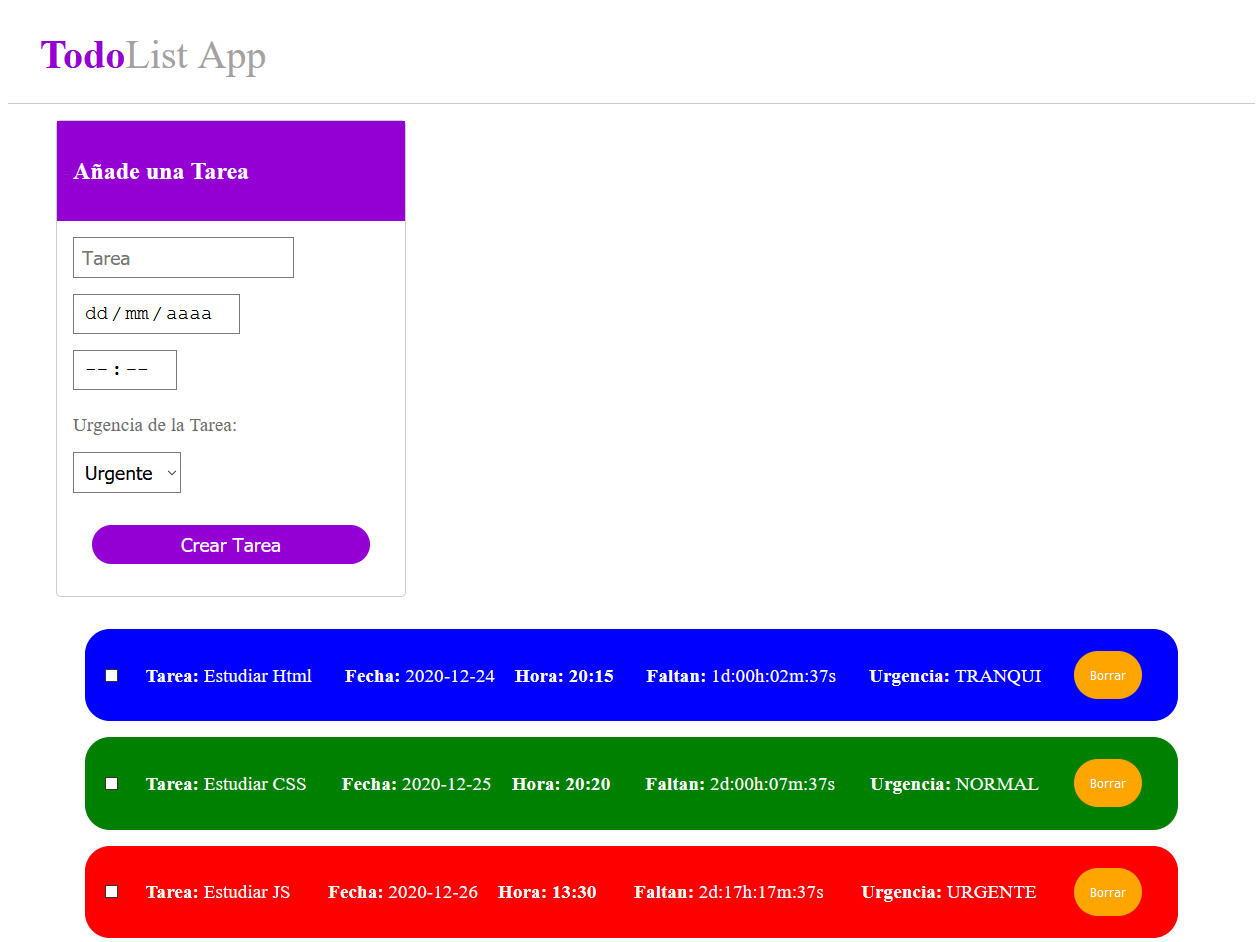 TodoList App
Añade una Tarea
Tarea
dd/mm/aaaa
--:--
Urgencia de la Tarea:
Urgente
Crear Tarea
Tarea: Estudiar Html Fecha: 2020-12-24 Hora: 20:15 Faltan: 1d:00h:02m:37s Urgencia: TRANQUI Borrar
Tarea: Estudiar CSS Fecha: 2020-12-25 Hora: 20:20 Faltan: 2d:00h:07m:37s Urgencia: NORMAL Borrar
Tarea: Estudiar JS Fecha: 2020-12-26 Hora: 13:30 Faltan: 2d:17h:17m:37s Urgencia: URGENTE Borrar